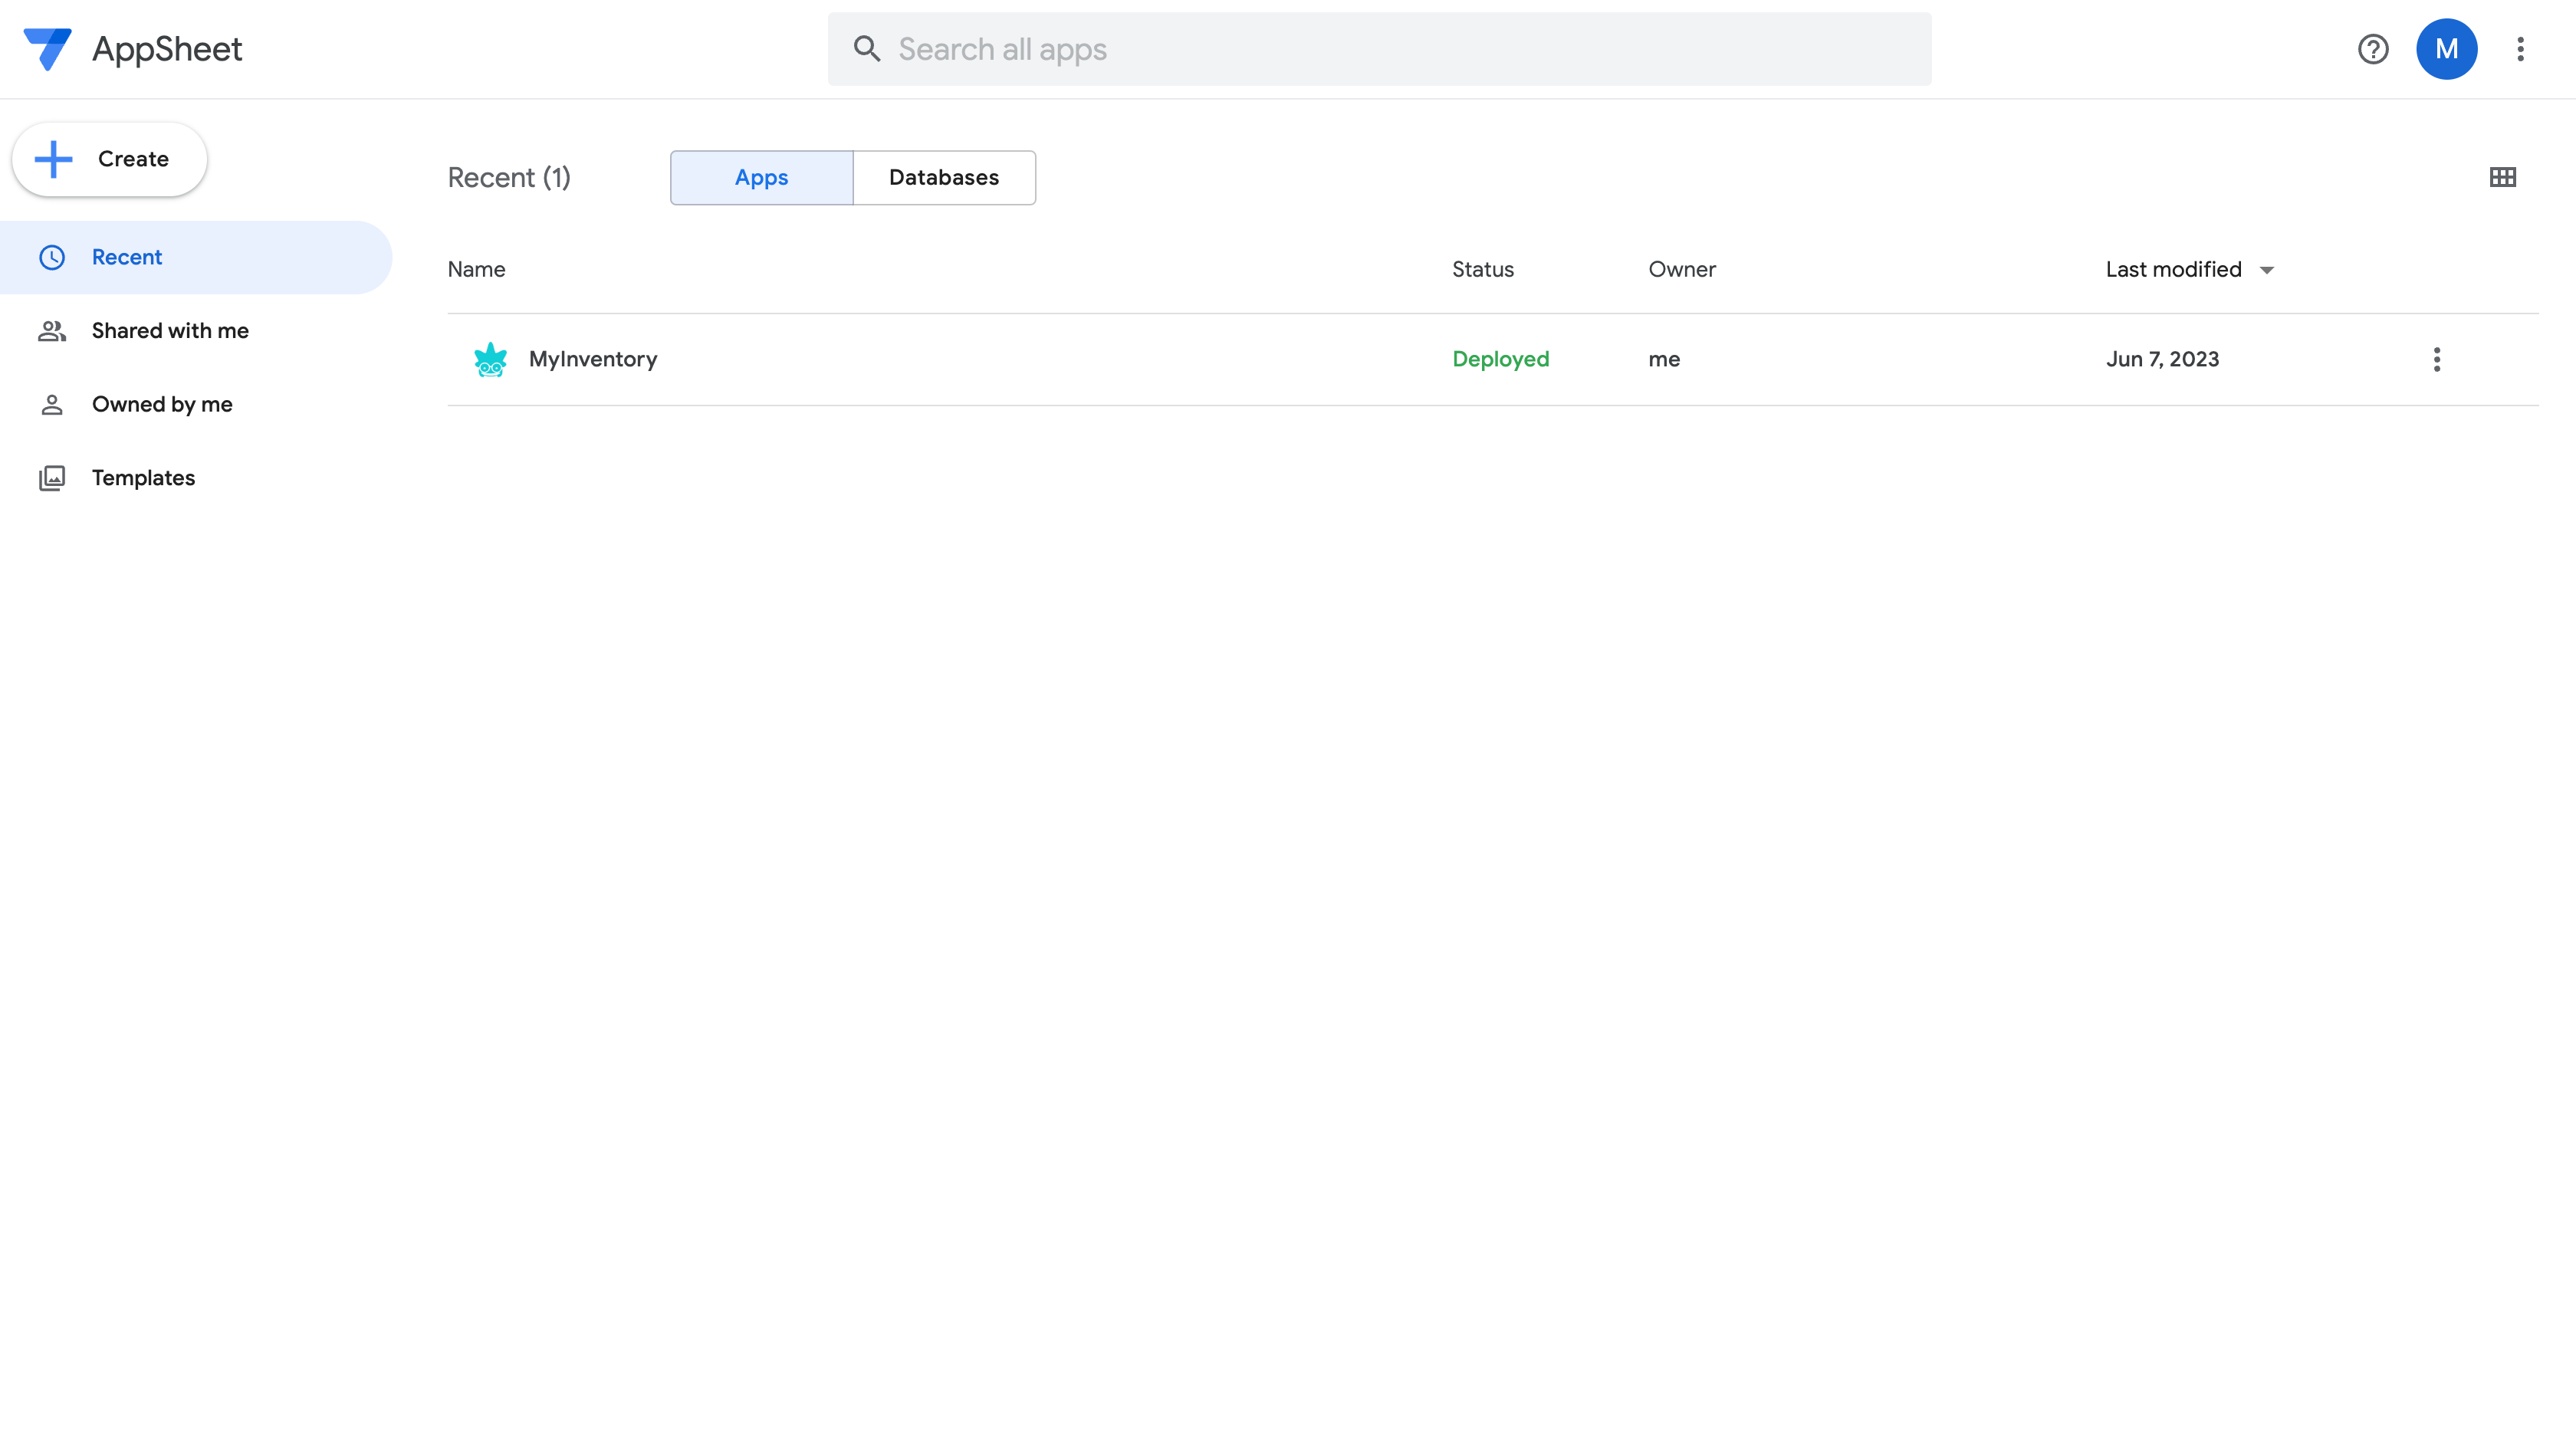 AppSheet
Search all apps
M
Create
Recent (1)
Apps
Databases
Recent
Shared with me
Owned by me
Templates
Name
Status
Owner
Last modified
MyInventory
Deployed
me
Jun 7, 2023